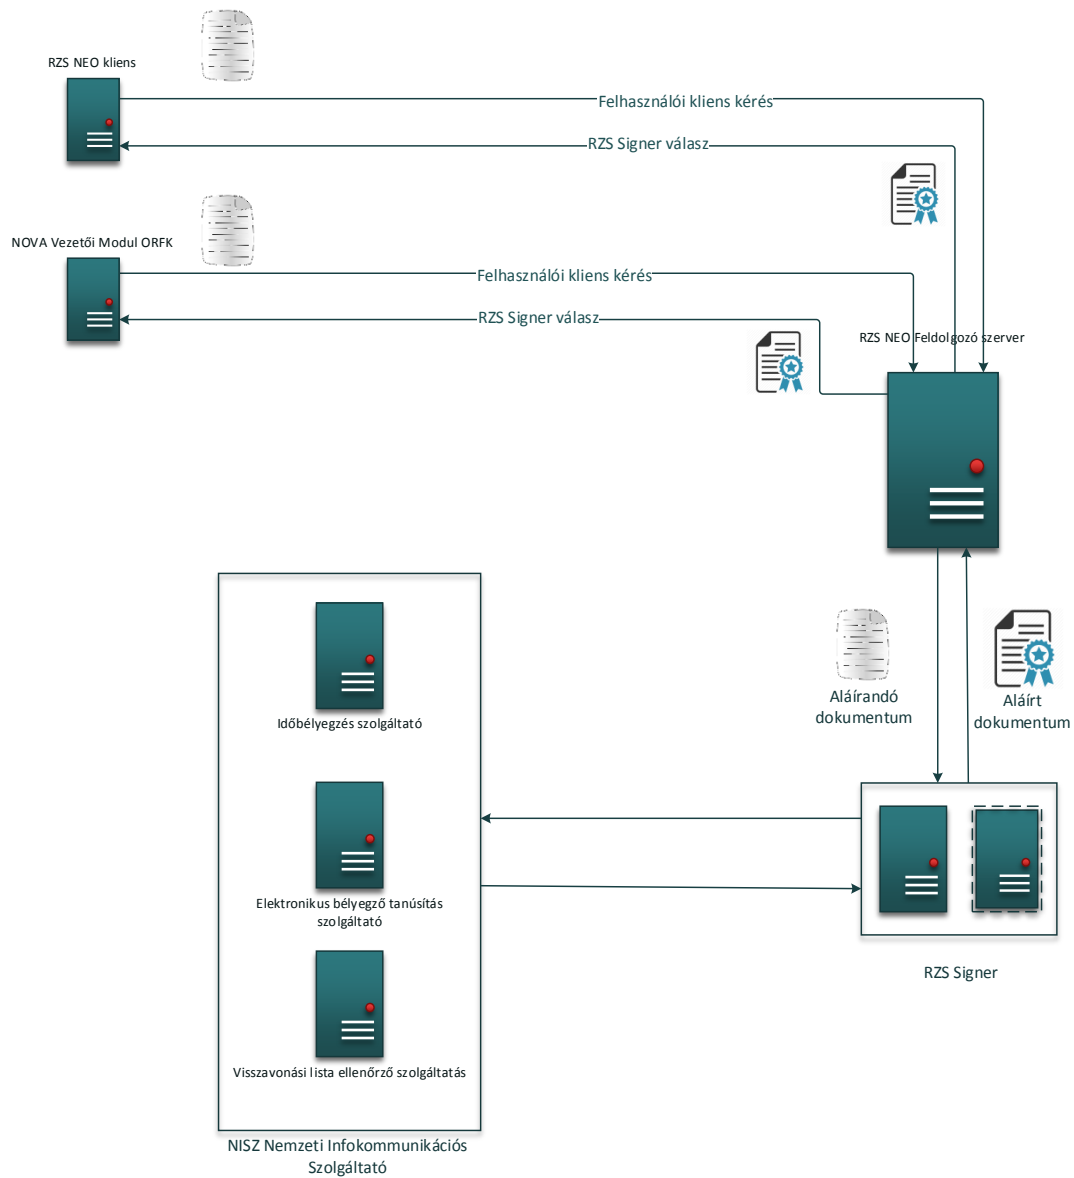 RZS NEO kliens
Felhasználói kliens kérés
RZS Signer válasz
NOVA Vezetői Modul ORFK
Felhasználói kliens kérés
RZS Signer válasz
RZS NEO Feldolgozó szerver
Aláírandó
dokumentum
Aláírt
dokumentum
Időbélyegzés szolgáltató
Elektronikus bélyegző tanúsítás
szolgáltató
RZS Signer
Visszavonási lista ellenőrző szolgáltatás
NISZ Nemzeti Infokommunikációs
Szolgáltató